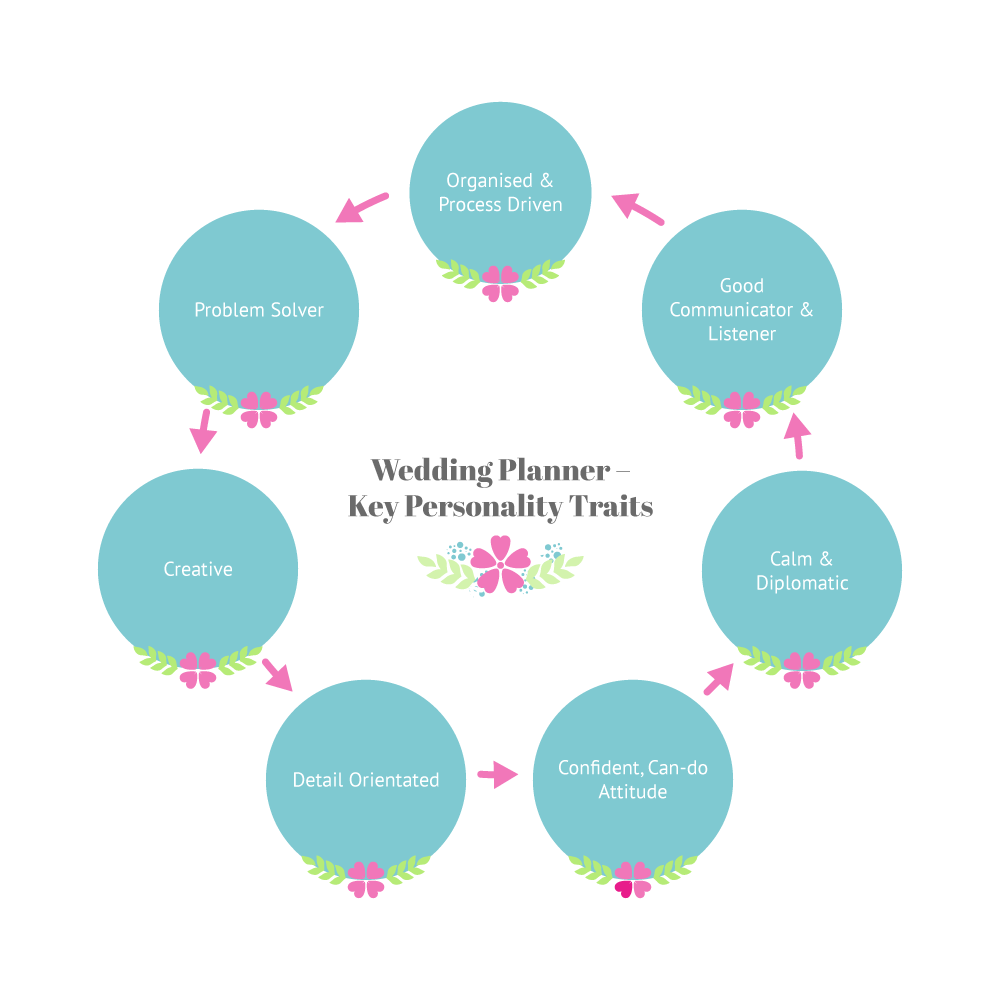 Organised &
Process Driven
Problem Solver
Good
Communicator &
Listener
Wedding Planner –
Key Personality Traits
Creative
Calm &
Diplomatic
Detail Orientated
Confident, Can-do
Attitude